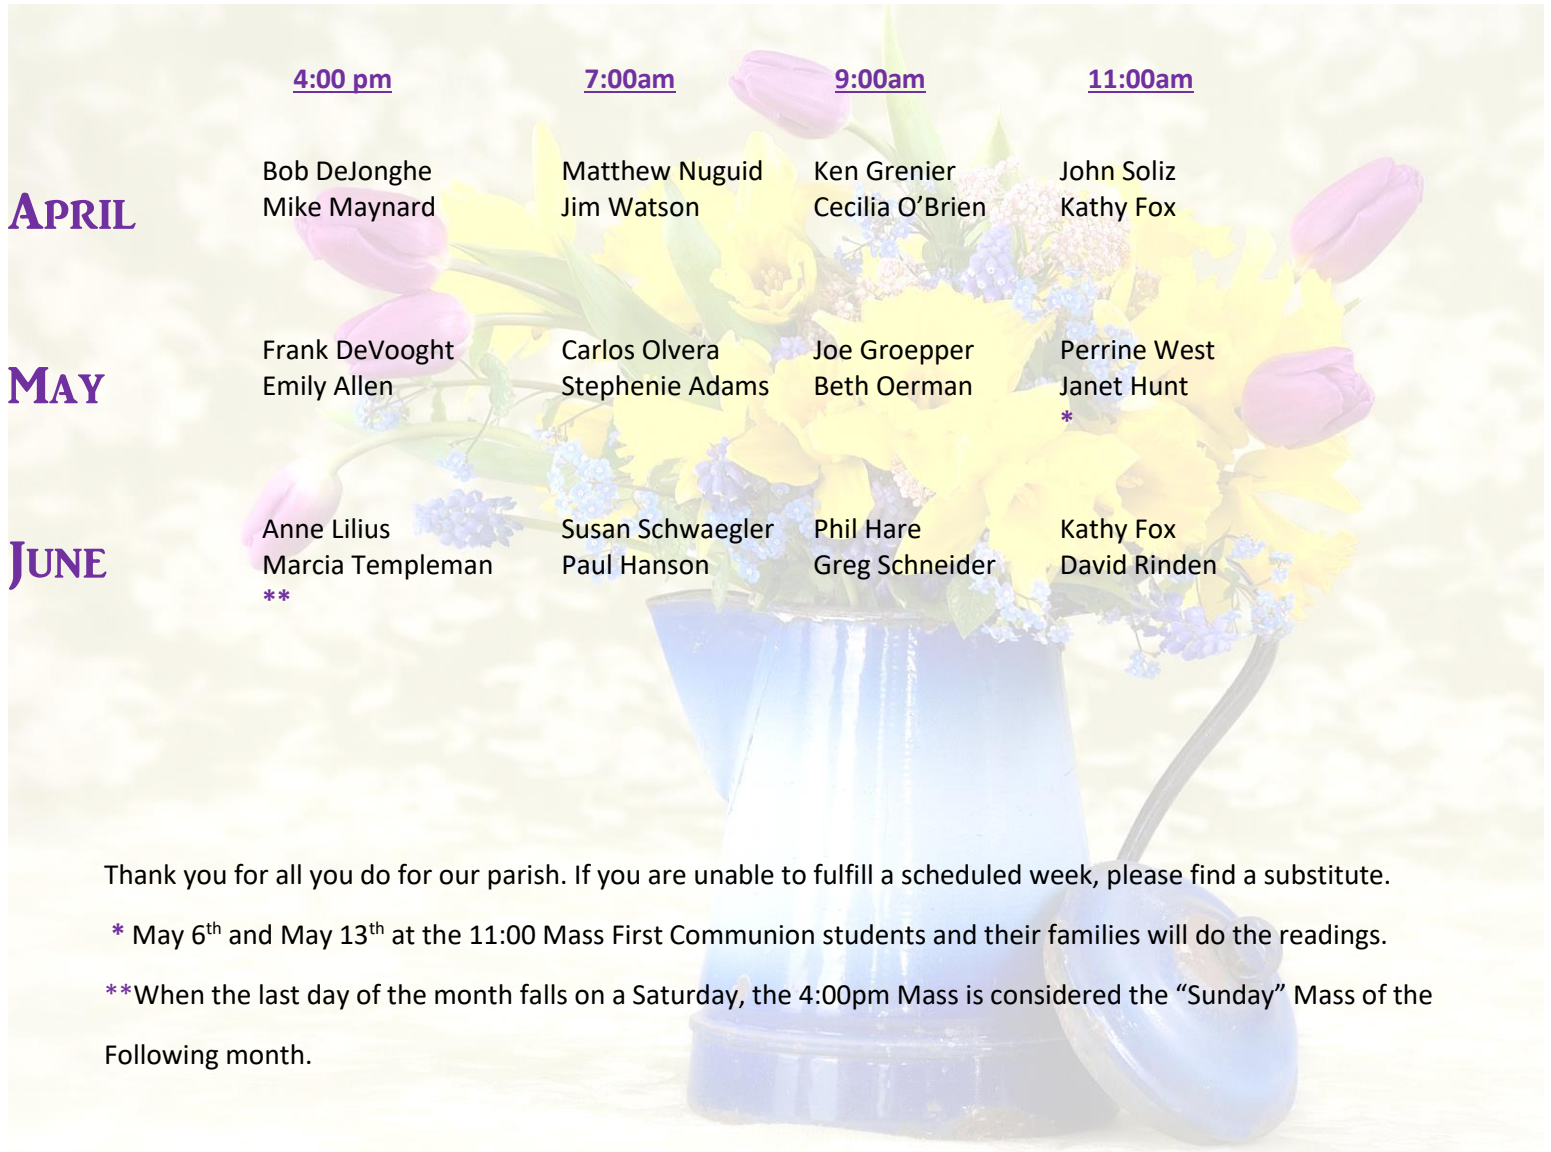 4:00 pm 7:00am 9:00am 11:00am
Bob DeJonghe Matthew Nuguid Ken Grenier John Soliz
APRIL Mike Maynard Jim Watson Cecilia O’Brien Kathy Fox
Frank DeVooght Carlos Olvera Joe Groepper Perrine West
MAY Emily Allen Stephenie Adams Beth Oerman Janet Hunt
*
Anne Lilius Susan Schwaegler Phil Hare Kathy Fox
JUNE Marcia Templeman Paul Hanson Greg Schneider David Rinden
**
Thank you for all you do for our parish. If you are unable to fulfill a scheduled week, please find a substitute.
* May 6th and May 13th at the 11:00 Mass First Communion students and their families will do the readings.
**When the last day of the month falls on a Saturday, the 4:00pm Mass is considered the “Sunday” Mass of the
Following month.